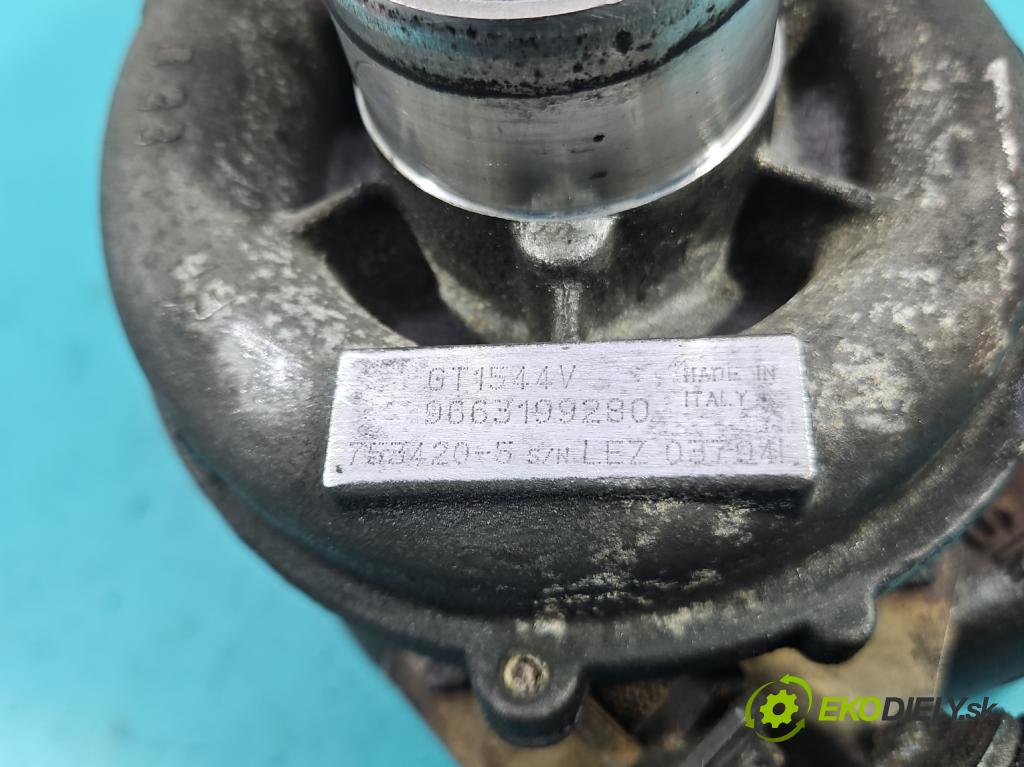 GT1544V MADE IN
9663199280 ITALY
753420-5 S/N LEZ 03794L
EKODIELY.sk